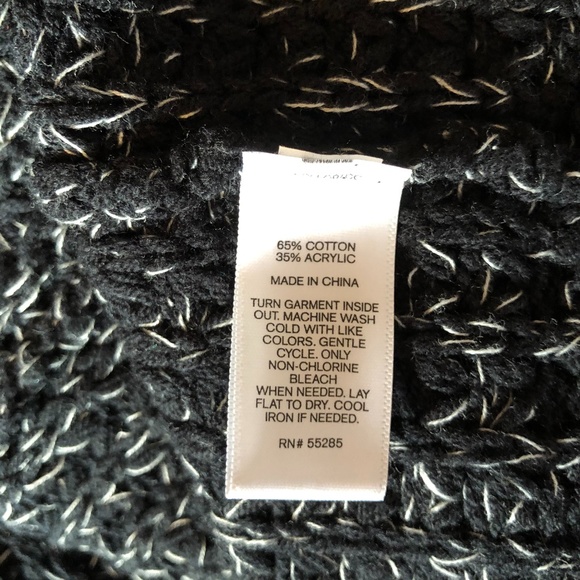 65% COTTON
35% ACRYLIC
MADE IN CHINA
TURN GARMENT INSIDE
OUT. MACHINE WASH
COLD WITH LIKE
COLORS. GENTLE
CYCLE. ONLY
NON-CHLORINE
BLEACH
WHEN NEEDED. LAY
FLAT TO DRY. COOL
IRON IF NEEDED.
RN# 55285